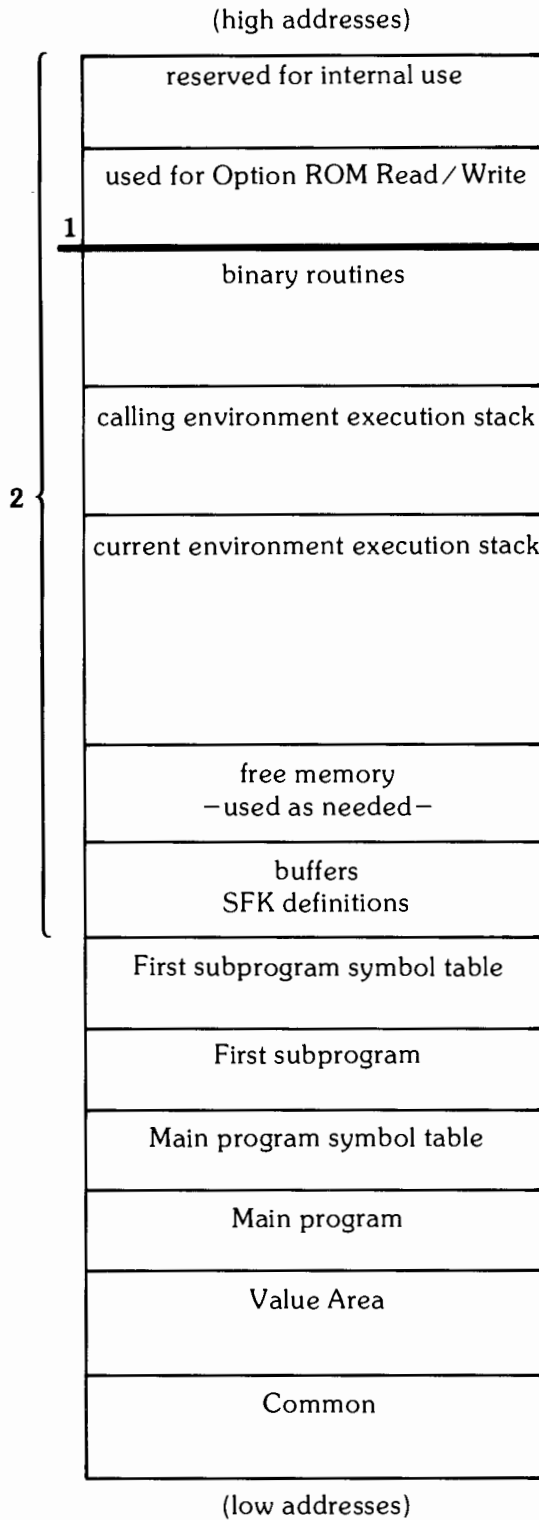 (high addresses)
reserved for internal use
used for Option ROM Read/Write
1
binary routines
calling environment execution stack
2
current environment execution stack
free memory
—used as needed—
buffers
SFK definitions
First subprogram symbol table
First subprogram
Main program symbol table
Main program
Value Area
Common
(low addresses)